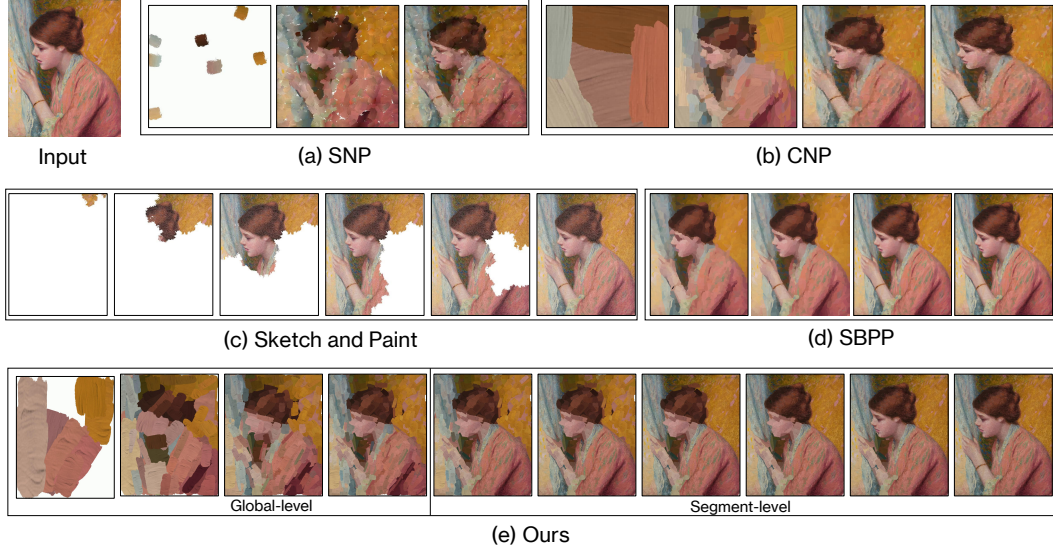 Input
(a) SNP
(b) CNP
(c) Sketch and Paint
(d) SBPP
Global-level
Segment-level
(e) Ours